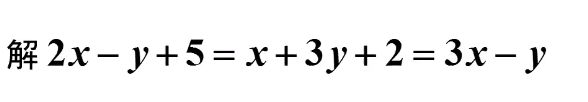 解 2x − y + 5 = x + 3y + 2 = 3x − y